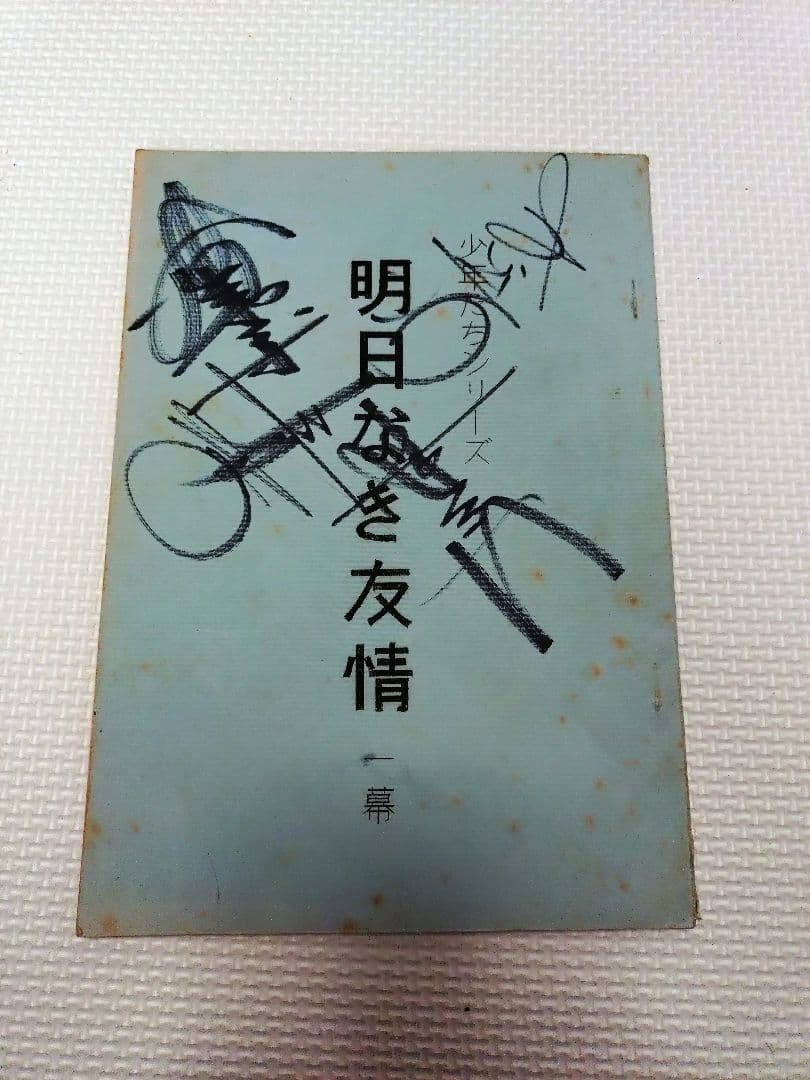 少年たちシリーズ
明日なき友情
一幕